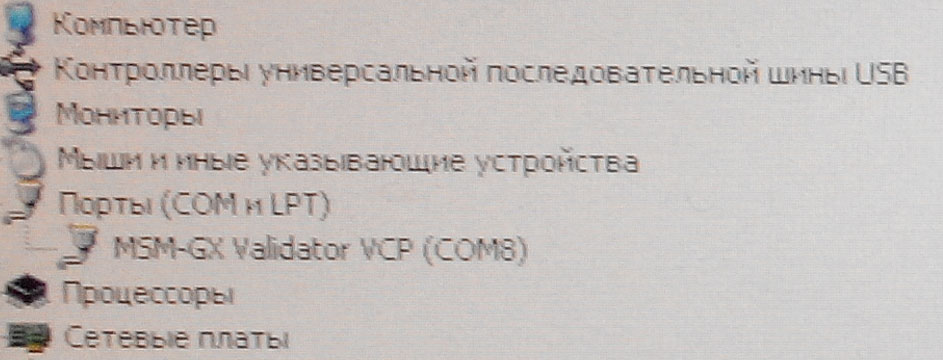 Компьютер
Контроллеры универсальной последовательной шины USB
Мониторы
Мыши и иные указывающие устройства
Порты (COM и LPT)
MSM-GX Validator VCP (COM8)
Процессоры
Сетевые платы